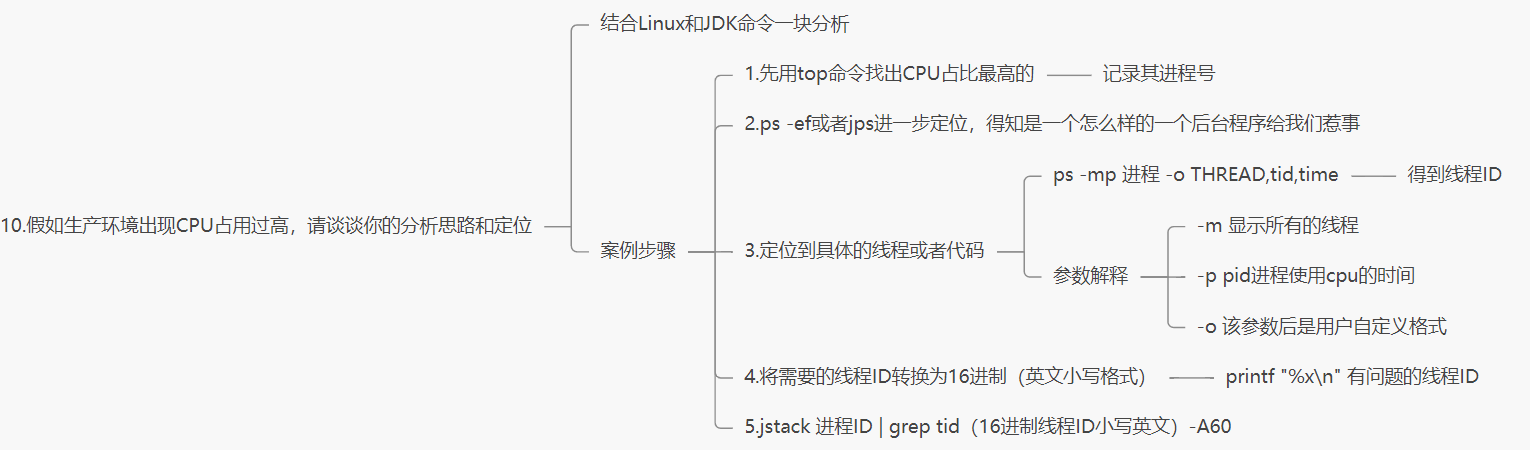 10.假如生产环境出现CPU占用过高，请谈谈你的分析思路和定位
结合Linux和JDK命令一块分析
案例步骤
1.先用top命令找出CPU占比最高的
记录其进程号
2.ps -ef或者jps进一步定位，得知是一个怎么样的一个后台程序给我们惹事
3.定位到具体的线程或者代码
ps -mp 进程 -o THREAD,tid,time
得到线程ID
参数解释
-m 显示所有的线程
-p pid进程使用cpu的时间
-o 该参数后是用户自定义格式
4.将需要的线程ID转换为16进制（英文小写格式）
printf "%x\n" 有问题的线程ID
5.jstack 进程ID | grep tid（16进制线程ID小写英文）-A60